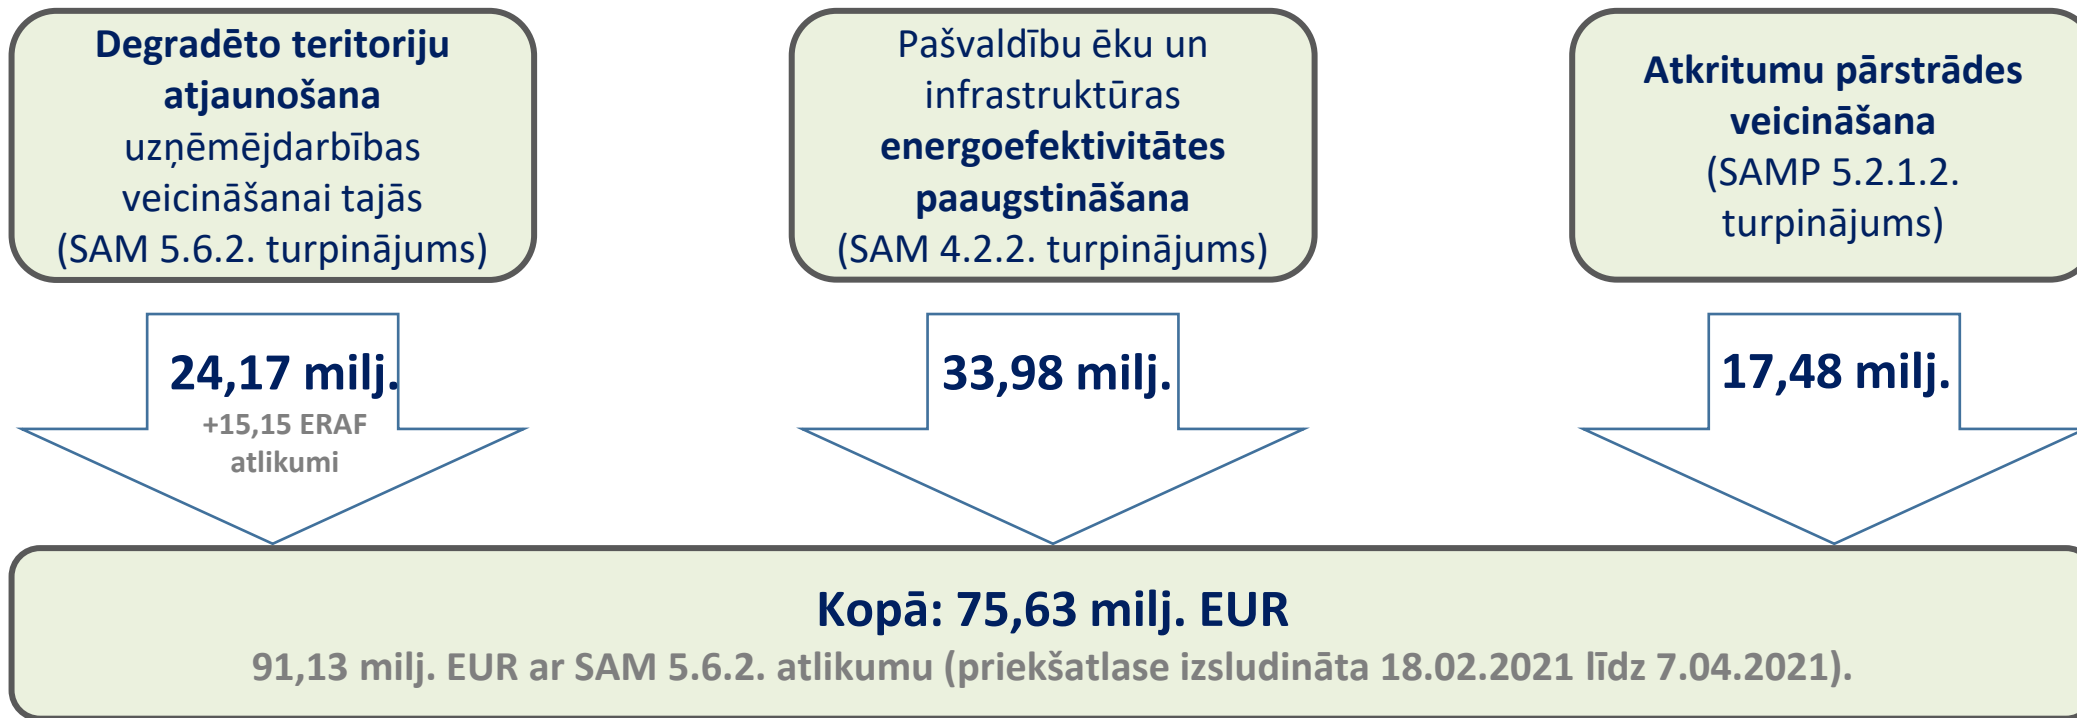 Degradēto teritoriju
atjaunošana
uzņēmējdarbības
veicināšanai tajās
(SAM 5.6.2. turpinājums)
Pašvaldību ēku un
infrastruktūras
energoefektivitātes
paaugstināšana
(SAM 4.2.2. turpinājums)
Atkritumu pārstrādes
veicināšana
(SAMP 5.2.1.2.
turpinājums)
24,17 milj.
+15,15 ERAF
atlikumi
33,98 milj.
17,48 milj.
Kopā: 75,63 milj. EUR
91,13 milj. EUR ar SAM 5.6.2. atlikumu (priekšatlase izsludināta 18.02.2021 līdz 7.04.2021).